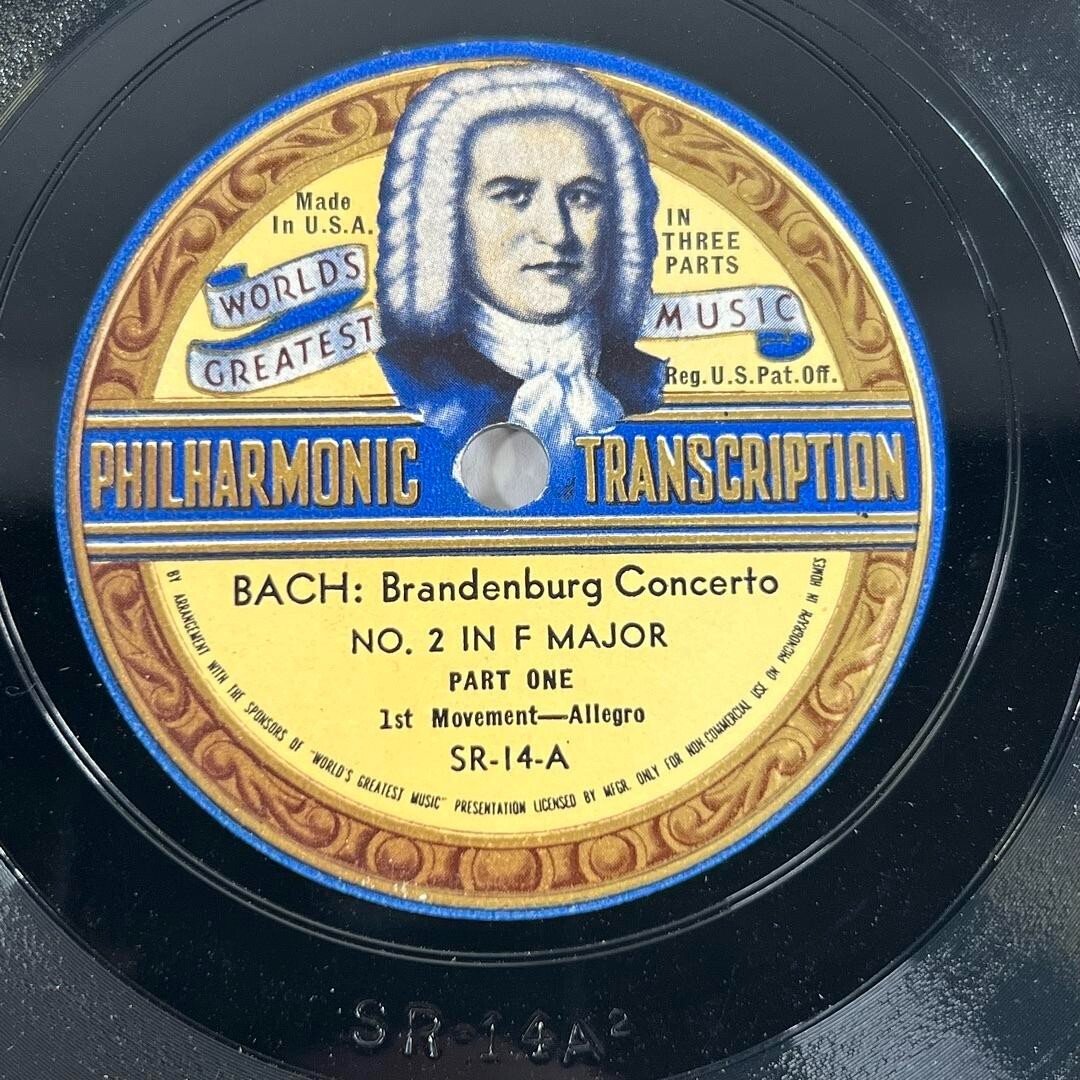 Made
In U.S.A.
WORLD'S
GREATEST
IN
THREE
PARTS
MUSIC
Reg. U.S. Pat. Off.
PHILHARMONIC TRANSCRIPTION
BACH: Brandenburg Concerto
NO. 2 IN F MAJOR
PART ONE
1st Movement—Allegro
SR-14-A
BY ARRANGEMENT WITH THE SPONSORS OF "WORLD'S GREATEST MUSIC" PRESENTATION LICENSED BY MFGR. ONLY FOR NON-COMMERCIAL USE ON PHONOGRAPH IN HOMES
SR-14A²